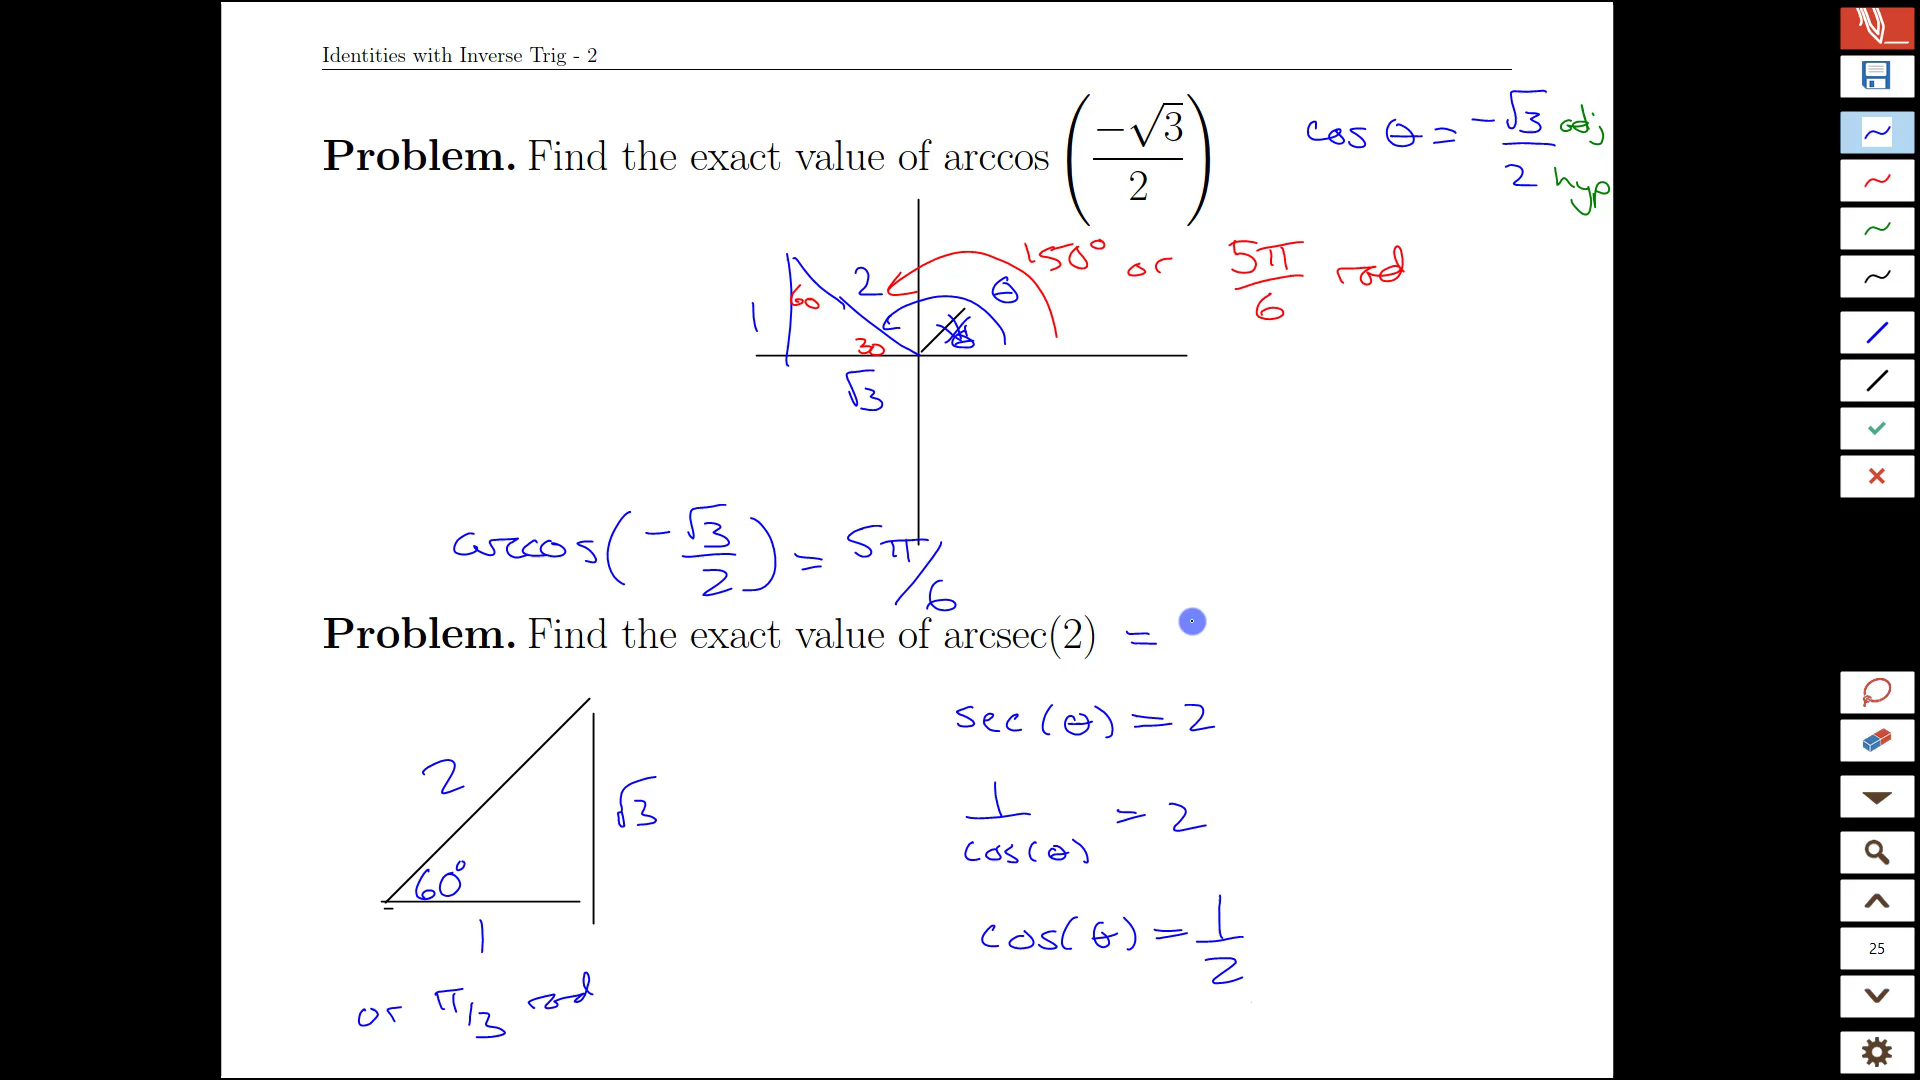 Identities with Inverse Trig - 2
Problem. Find the exact value of arccos (−√3/2)
cos θ = −√3/2 adj hyp
150° or 5π/6 rad
θ
2
60
1
30
√3
arccos(−√3/2) = 5π/6
Problem. Find the exact value of arcsec(2) =
sec(θ) = 2
2
√3
1/cos(θ) = 2
60°
1
cos(θ) = 1/2
or π/3 rad
25